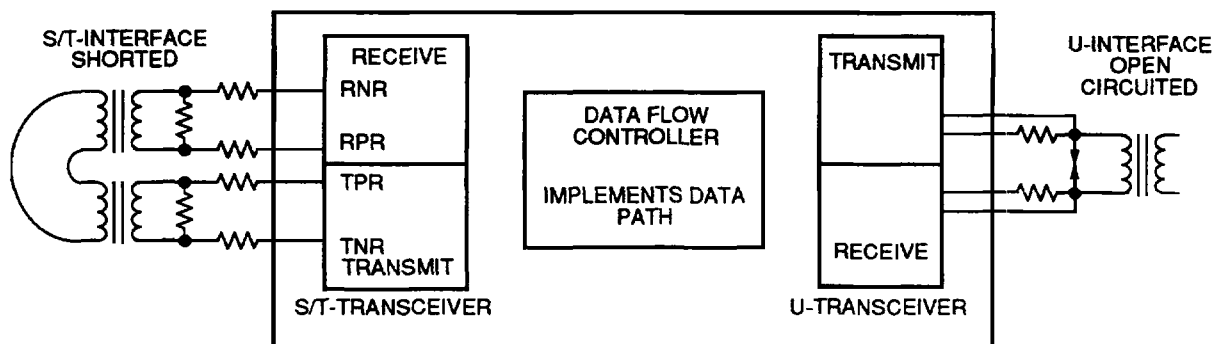 S/T-INTERFACE
SHORTED
RECEIVE
RNR
RPR
TPR
TNR
TRANSMIT
S/T-TRANSCEIVER
DATA FLOW
CONTROLLER
IMPLEMENTS DATA
PATH
TRANSMIT
RECEIVE
U-TRANSCEIVER
U-INTERFACE
OPEN
CIRCUITED